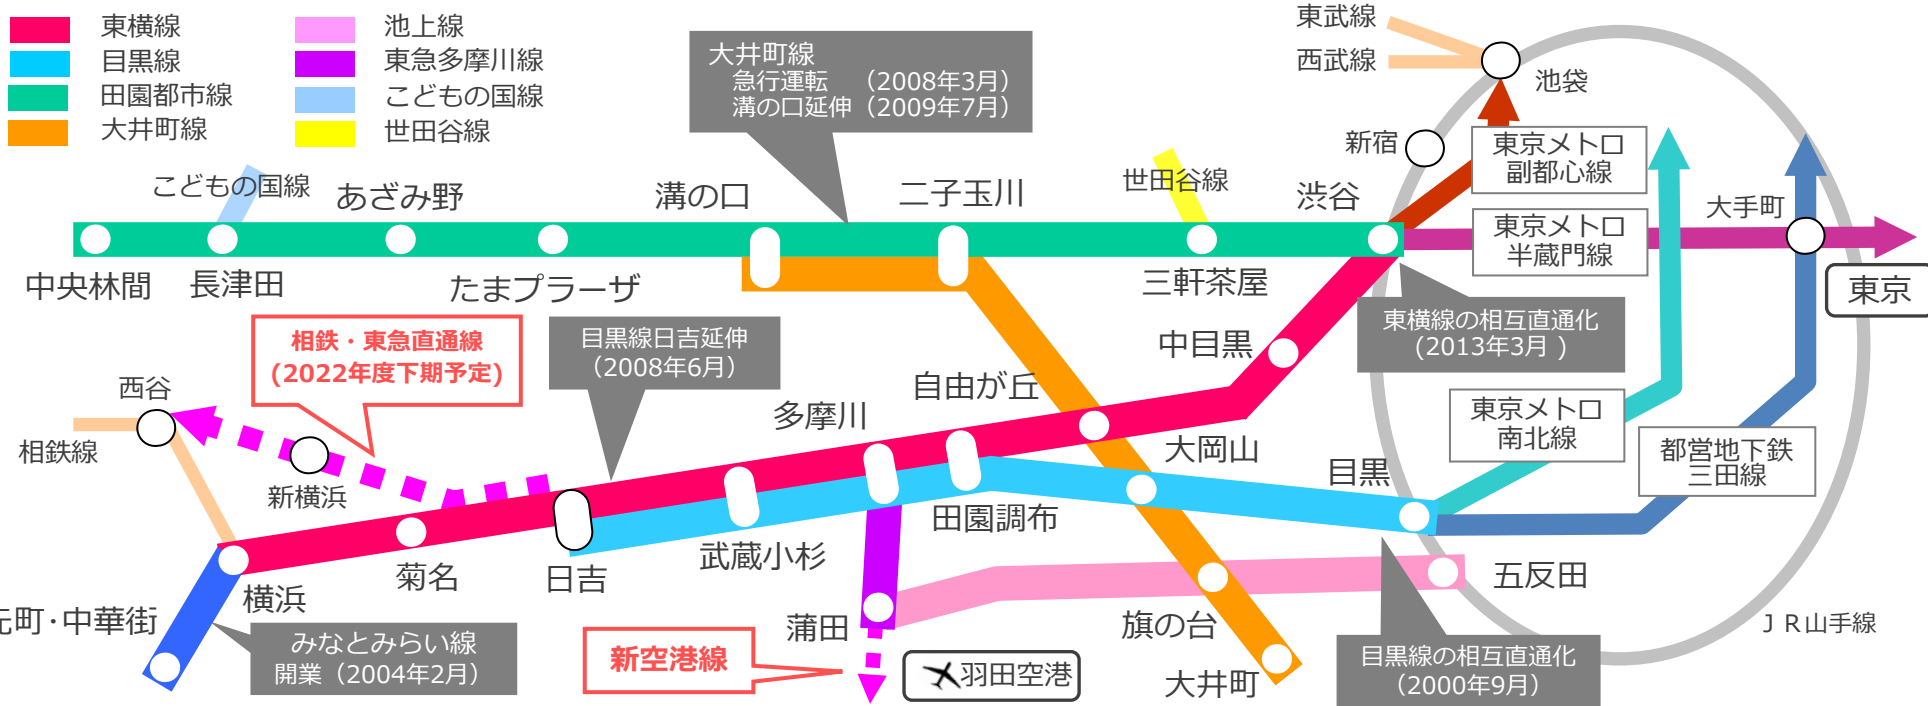 東横線
目黒線
田園都市線
大井町線
池上線
東急多摩川線
こどもの国線
世田谷線
大井町線
急行運転 （2008年3月）
溝の口延伸（2009年7月）
東武線
西武線
池袋
新宿
東京メトロ
副都心線
こどもの国線
あざみ野
溝の口
二子玉川
世田谷線
渋谷
東京メトロ
半蔵門線
大手町
東京
中央林間
長津田
たまプラーザ
三軒茶屋
相鉄・東急直通線
(2022年度下期予定)
目黒線日吉延伸
（2008年6月）
中目黒
東横線の相互直通化
(2013年3月 )
西谷
相鉄線
新横浜
自由が丘
多摩川
大岡山
目黒
東京メトロ
南北線
都営地下鉄
三田線
田園調布
武蔵小杉
日吉
菊名
横浜
元町･中華街
みなとみらい線
開業（2004年2月）
蒲田
新空港線
羽田空港
旗の台
大井町
五反田
目黒線の相互直通化
（2000年9月）
ＪＲ山手線